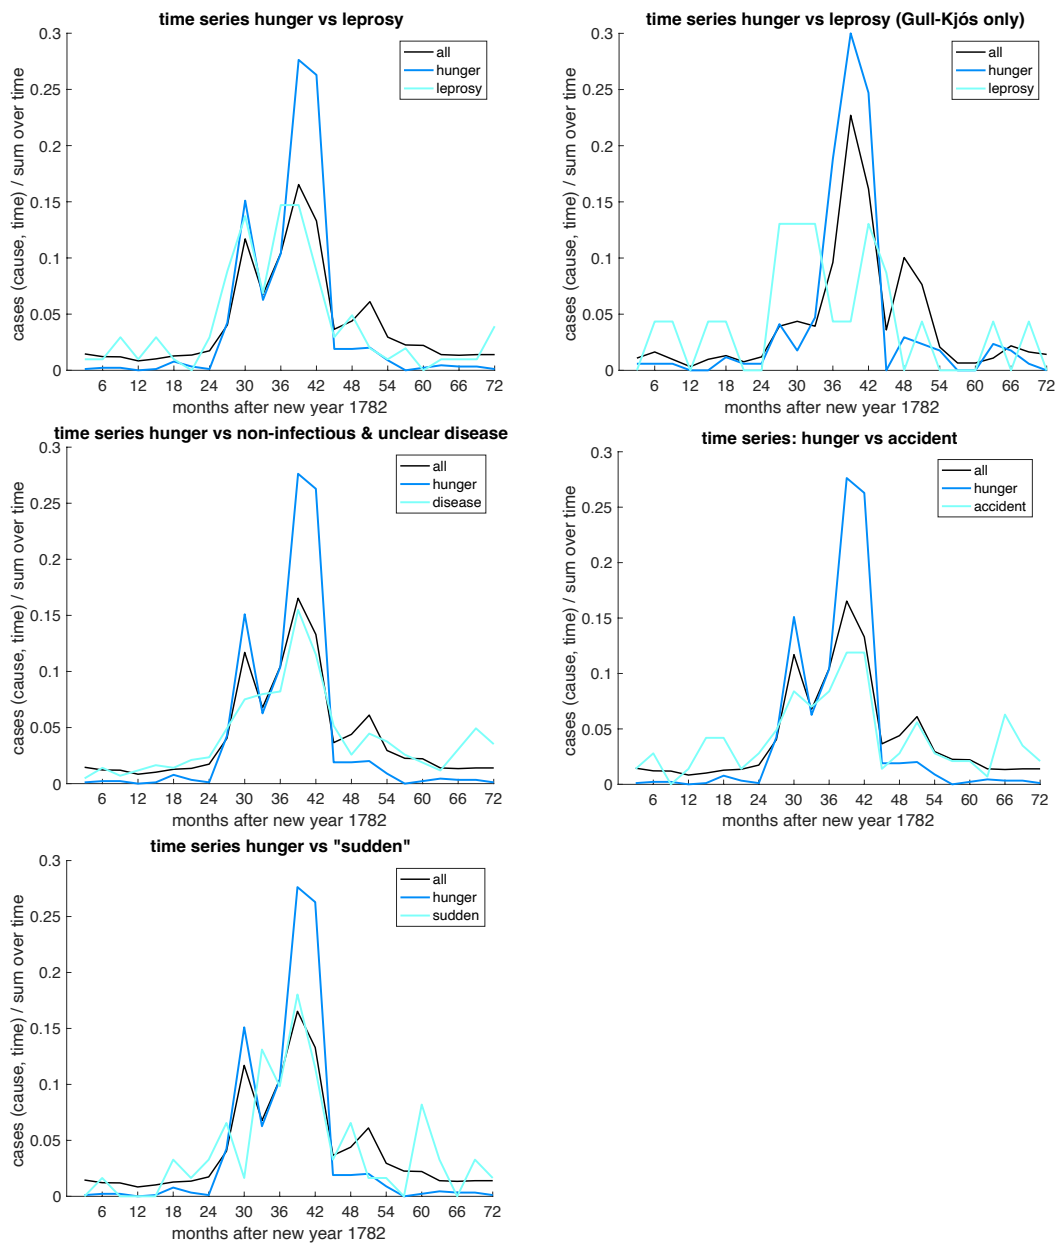 time series hunger vs leprosy
cases (cause, time) / sum over time
0.3
0.25
0.2
0.15
0.1
0.05
0
all
hunger
leprosy
6 12 18 24 30 36 42 48 54 60 66 72
months after new year 1782
time series hunger vs leprosy (Gull-Kjós only)
cases (cause, time) / sum over time
0.3
0.25
0.2
0.15
0.1
0.05
0
all
hunger
leprosy
6 12 18 24 30 36 42 48 54 60 66 72
months after new year 1782
time series hunger vs non-infectious & unclear disease
cases (cause, time) / sum over time
0.3
0.25
0.2
0.15
0.1
0.05
0
all
hunger
disease
6 12 18 24 30 36 42 48 54 60 66 72
months after new year 1782
time series: hunger vs accident
cases (cause, time) / sum over time
0.3
0.25
0.2
0.15
0.1
0.05
0
all
hunger
accident
6 12 18 24 30 36 42 48 54 60 66 72
months after new year 1782
time series hunger vs "sudden"
cases (cause, time) / sum over time
0.3
0.25
0.2
0.15
0.1
0.05
0
all
hunger
sudden
6 12 18 24 30 36 42 48 54 60 66 72
months after new year 1782